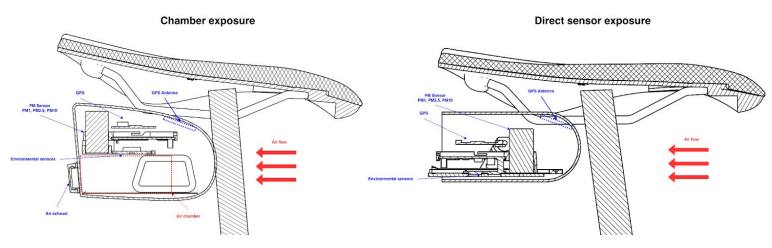 Chamber exposure
Direct sensor exposure
GPS
GPS Antenna
PM Sensor
PM1, PM2.5, PM10
Air flow
Environmental sensors
Air exhaust
Air chamber
PM Sensor
PM1, PM2.5, PM10
GPS Antenna
GPS
Air flow
Environmental sensors